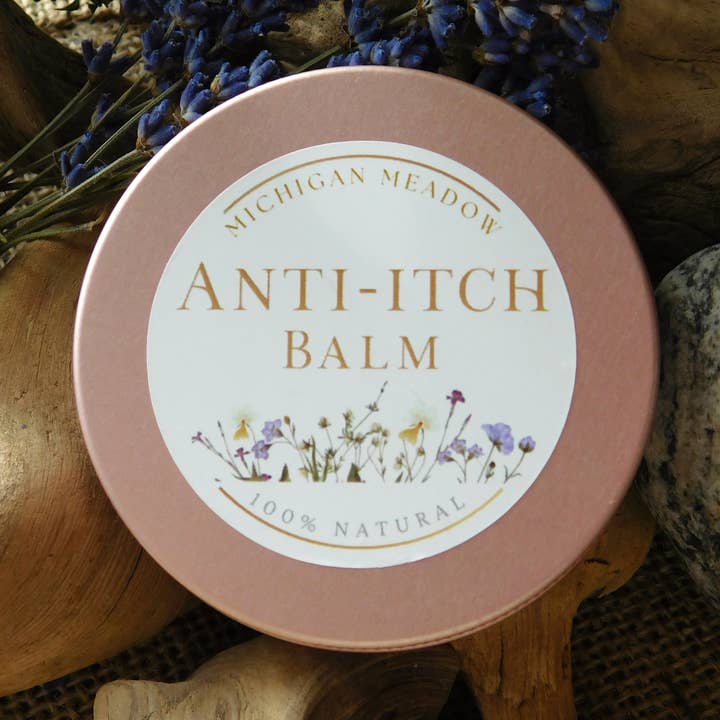 MICHIGAN MEADOW
ANTI-ITCH
BALM
100% NATURAL